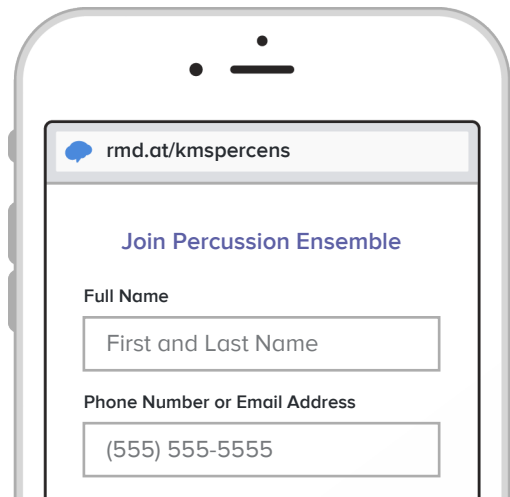 rmd.at/kmspercens
Join Percussion Ensemble
Full Name
First and Last Name
Phone Number or Email Address
(555) 555-5555